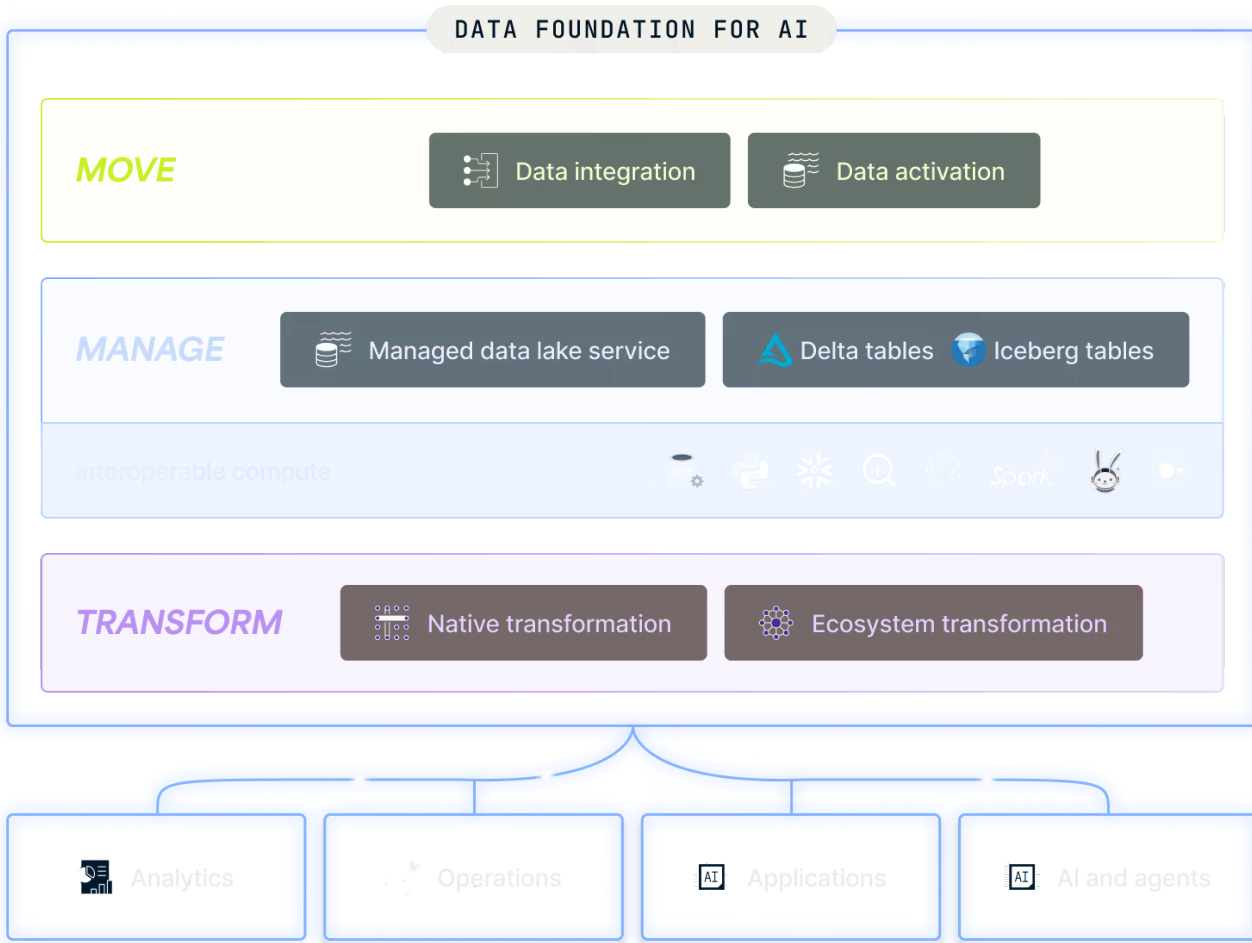 DATA FOUNDATION FOR AI
MOVE
Data integration
Data activation
MANAGE
Managed data lake service
Delta tables
Iceberg tables
Interoperable compute
Spark
TRANSFORM
Native transformation
Ecosystem transformation
Analytics
Operations
AI
Applications
AI
AI and agents